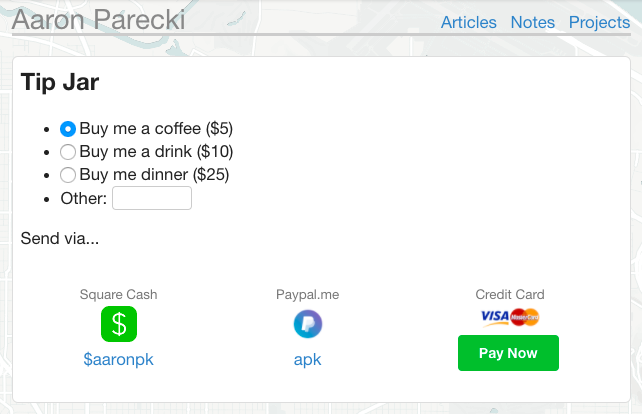 Aaron Parecki
Articles Notes Projects
Tip Jar
Buy me a coffee ($5)
Buy me a drink ($10)
Buy me dinner ($25)
Other:
Send via...
Square Cash
$
$aaronpk
Paypal.me
P
apk
Credit Card
VISA MasterCard
Pay Now